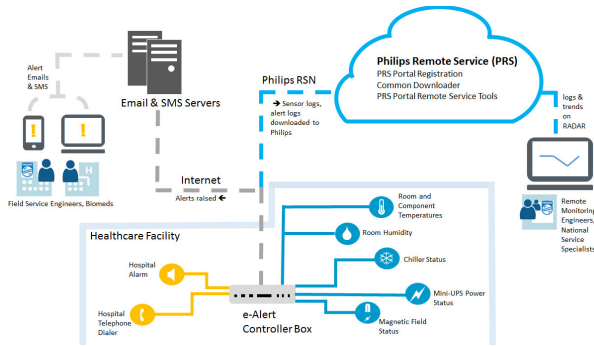 Alert
Emails
& SMS
Email & SMS Servers
Philips RSN
➔ Sensor logs,
alert logs
downloaded to
Philips
Philips Remote Service (PRS)
PRS Portal Registration
Common Downloader
PRS Portal Remote Service Tools
logs &
trends
on
RADAR
!
!
H
Field Service Engineers, Biomeds
Internet
Alerts raised 🡸
Remote
Monitoring
Engineers,
National
Service
Specialists
Healthcare Facility
Room and
Component
Temperatures
Room Humidity
Chiller Status
Mini-UPS Power
Status
Magnetic Field
Status
Hospital
Alarm
Hospital
Telephone
Dialer
e-Alert
Controller Box